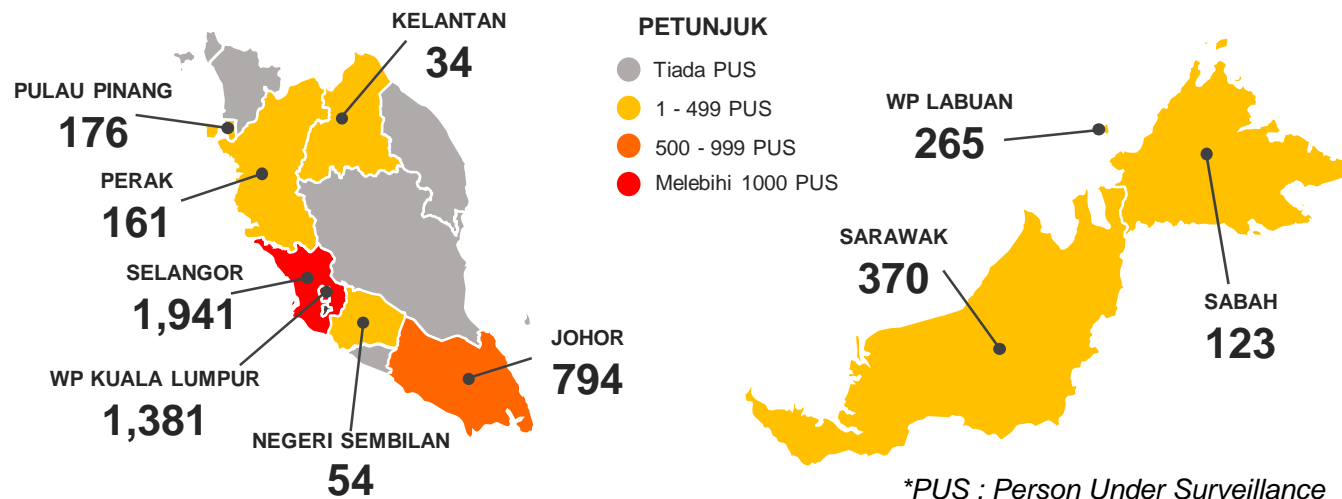 KELANTAN
34
PULAU PINANG
176
PERAK
161
SELANGOR
1,941
WP KUALA LUMPUR
1,381
NEGERI SEMBILAN
54
JOHOR
794
PETUNJUK
Tiada PUS
1 - 499 PUS
500 - 999 PUS
Melebihi 1000 PUS
WP LABUAN
265
SARAWAK
370
SABAH
123
*PUS : Person Under Surveillance